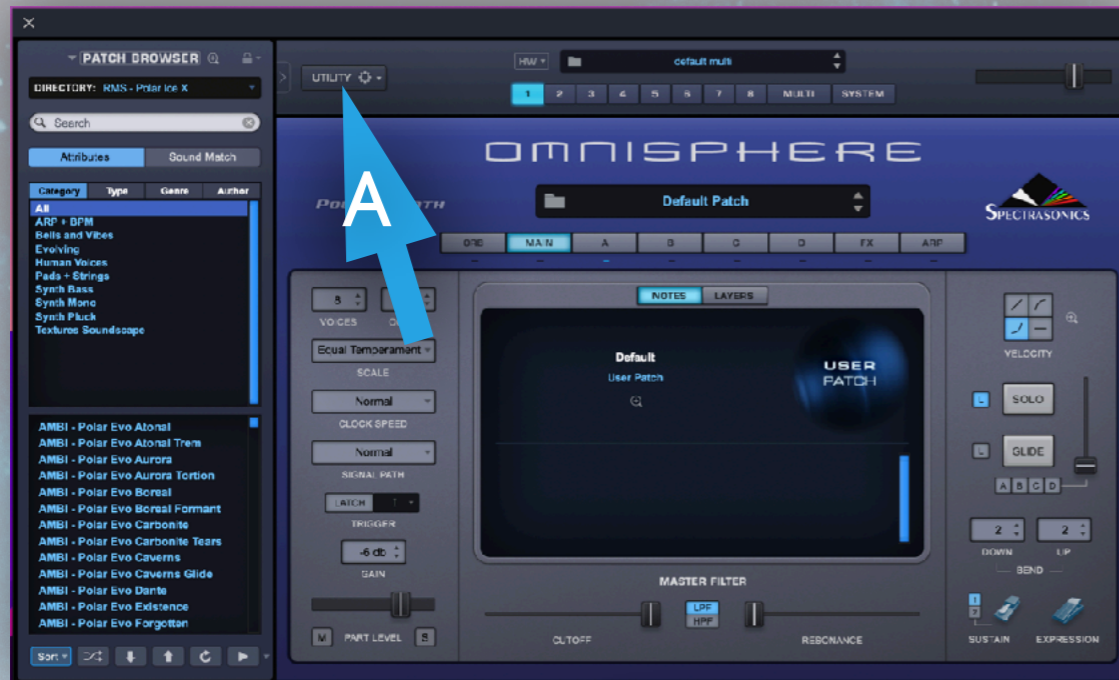 PATCH BROWSER
DIRECTORY: RMS - Polar Ice X
Search
Attributes
Sound Match
Category
Type
Genre
Author
All
ARP + BPM
Bells and Vibes
Evolving
Human Voices
Pads + Strings
Synth Bass
Synth Mono
Synth Pluck
Textures Soundscape
AMBI - Polar Evo Atonal
AMBI - Polar Evo Atonal Trem
AMBI - Polar Evo Aurora
AMBI - Polar Evo Aurora Tortion
AMBI - Polar Evo Boreal
AMBI - Polar Evo Boreal Formant
AMBI - Polar Evo Carbonite
AMBI - Polar Evo Carbonite Tears
AMBI - Polar Evo Caverns
AMBI - Polar Evo Caverns Glide
AMBI - Polar Evo Dante
AMBI - Polar Evo Existence
AMBI - Polar Evo Forgotten
Sort
UTILITY
HW
default multi
1 2 3 4 5 6 7 8 MULTI SYSTEM
OMNISPHERE
A
Default Patch
SPECTRASONICS
ORB MAIN A B C D FX ARP
8
VOICES
Equal Temperament
SCALE
Normal
CLOCK SPEED
Normal
SIGNAL PATH
LATCH
TRIGGER
-6 db
GAIN
M PART LEVEL S
NOTES LAYERS
Default
User Patch
USER
PATCH
MASTER FILTER
LPF
HPF
CUTOFF
RESONANCE
VELOCITY
L SOLO
L GLIDE
A B C D
2 2
DOWN UP
BEND
1
2
SUSTAIN EXPRESSION